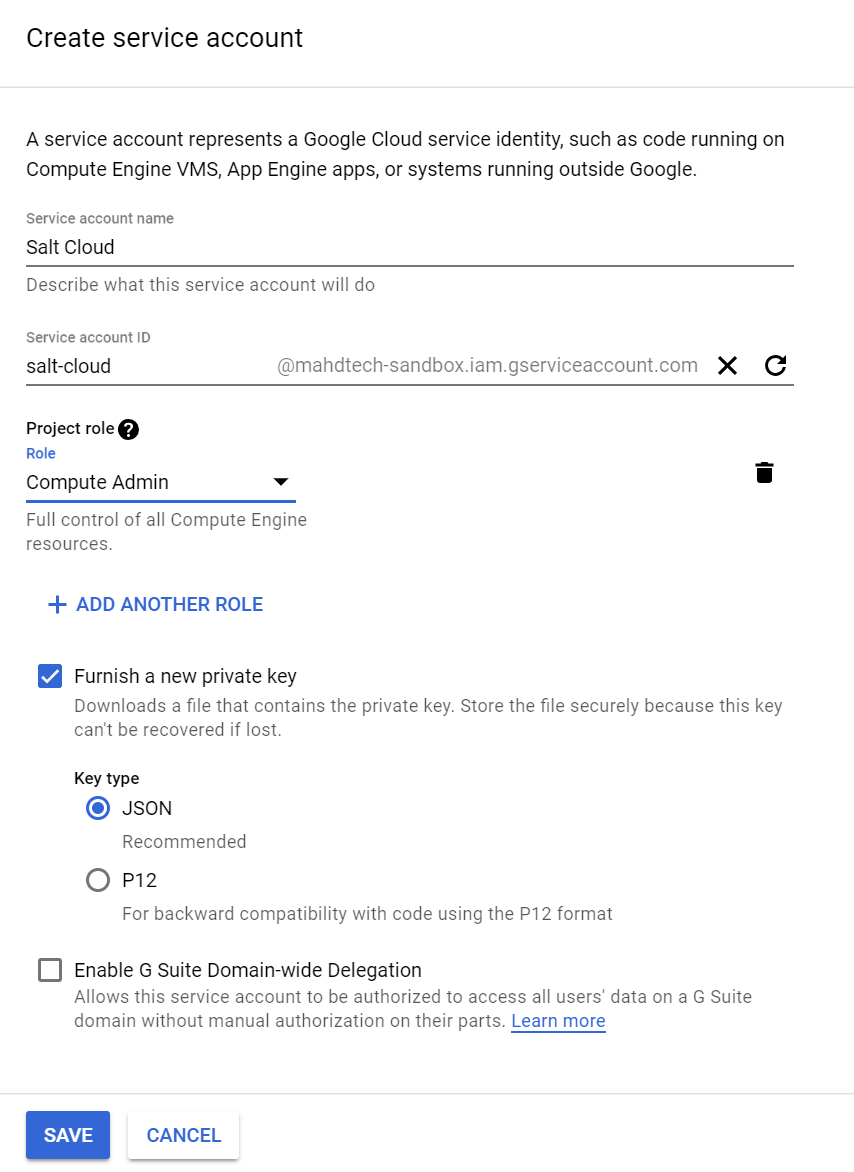 Create service account
A service account represents a Google Cloud service identity, such as code running on
Compute Engine VMS, App Engine apps, or systems running outside Google.
Service account name
Salt Cloud
Describe what this service account will do
Service account ID
salt-cloud @mahdtech-sandbox.iam.gserviceaccount.com
Project role ?
Role
Compute Admin
Full control of all Compute Engine
resources.
+ ADD ANOTHER ROLE
Furnish a new private key
Downloads a file that contains the private key. Store the file securely because this key
can't be recovered if lost.
Key type
JSON
Recommended
P12
For backward compatibility with code using the P12 format
Enable G Suite Domain-wide Delegation
Allows this service account to be authorized to access all users' data on a G Suite
domain without manual authorization on their parts. Learn more
SAVE CANCEL